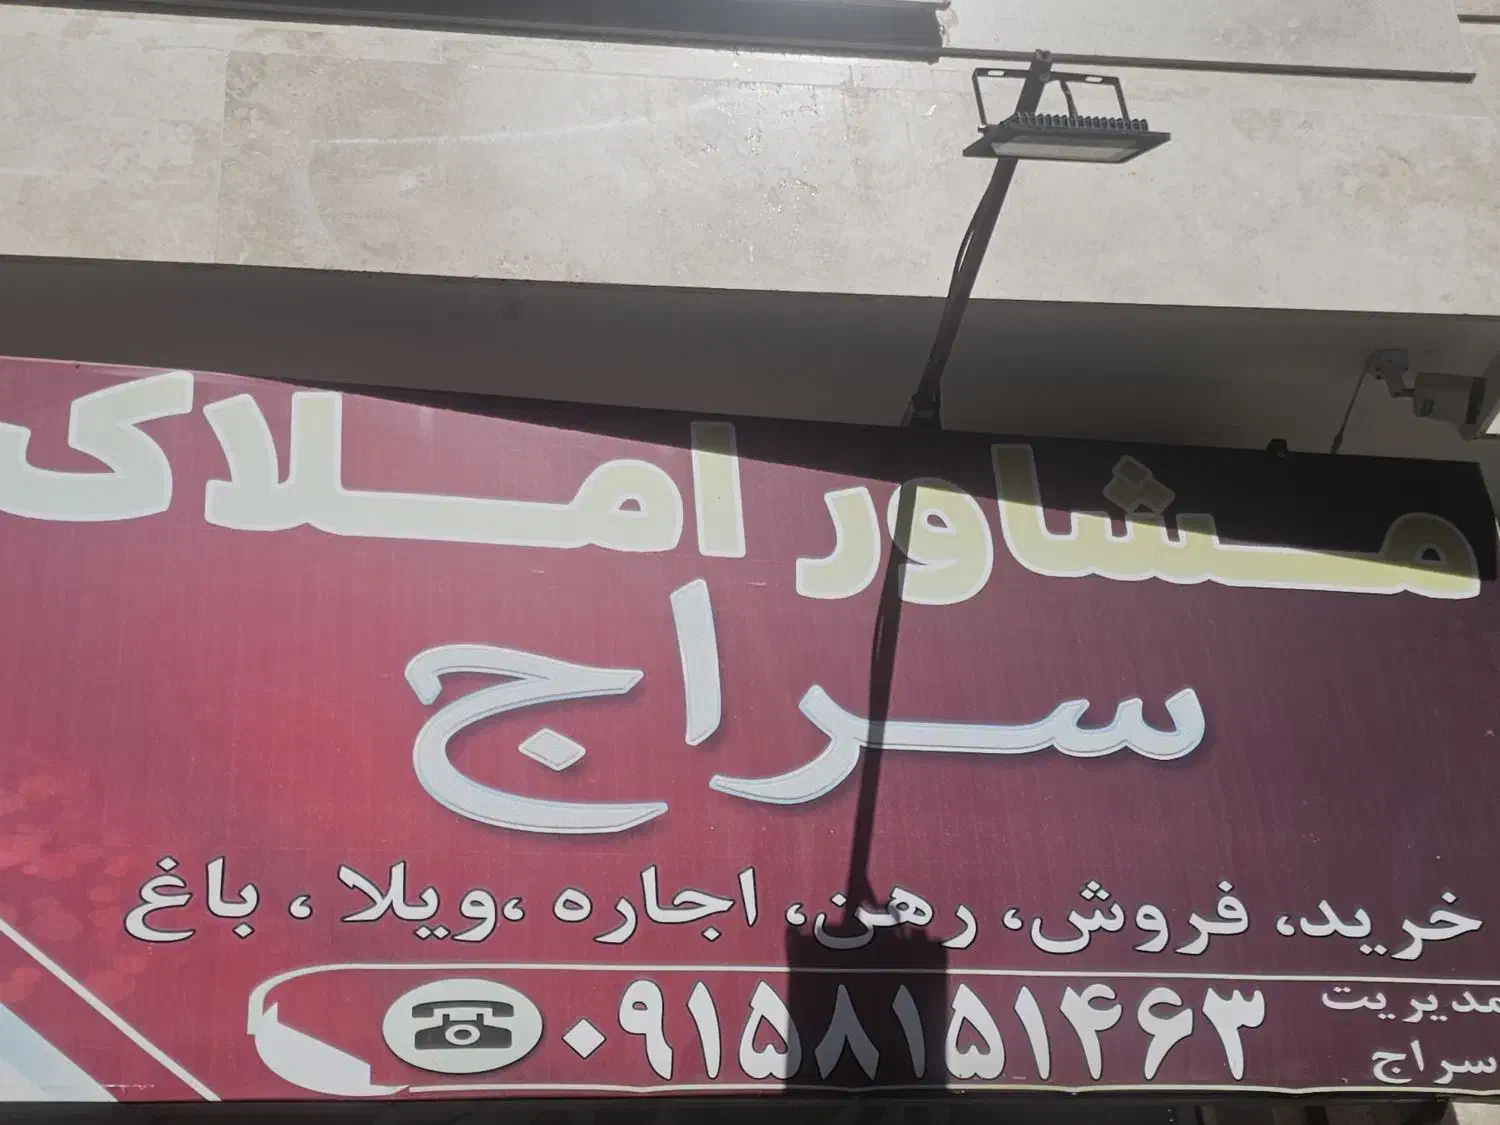 مشاور املاک
سراج
خرید، فروش، رهن، اجاره ،ویلا ، باغ
مدیریت
سراج
۰۹۱۵۸۱۵۱۴۶۳